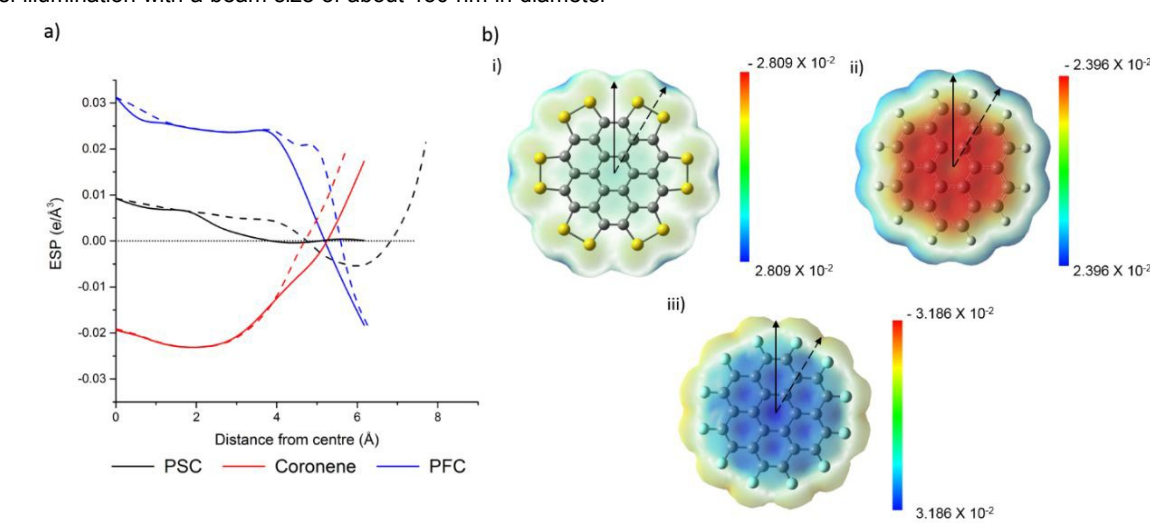 a)
b)
i)
- 2.809 X 10-2
2.809 X 10-2
ii)
- 2.396 X 10-2
2.396 X 10-2
iii)
- 3.186 X 10-2
3.186 X 10-2
ESP (e/Å3)
0.03
0.02
0.01
0.00
-0.01
-0.02
-0.03
0 2 4 6 8
Distance from centre (Å)
PSC Coronene PFC